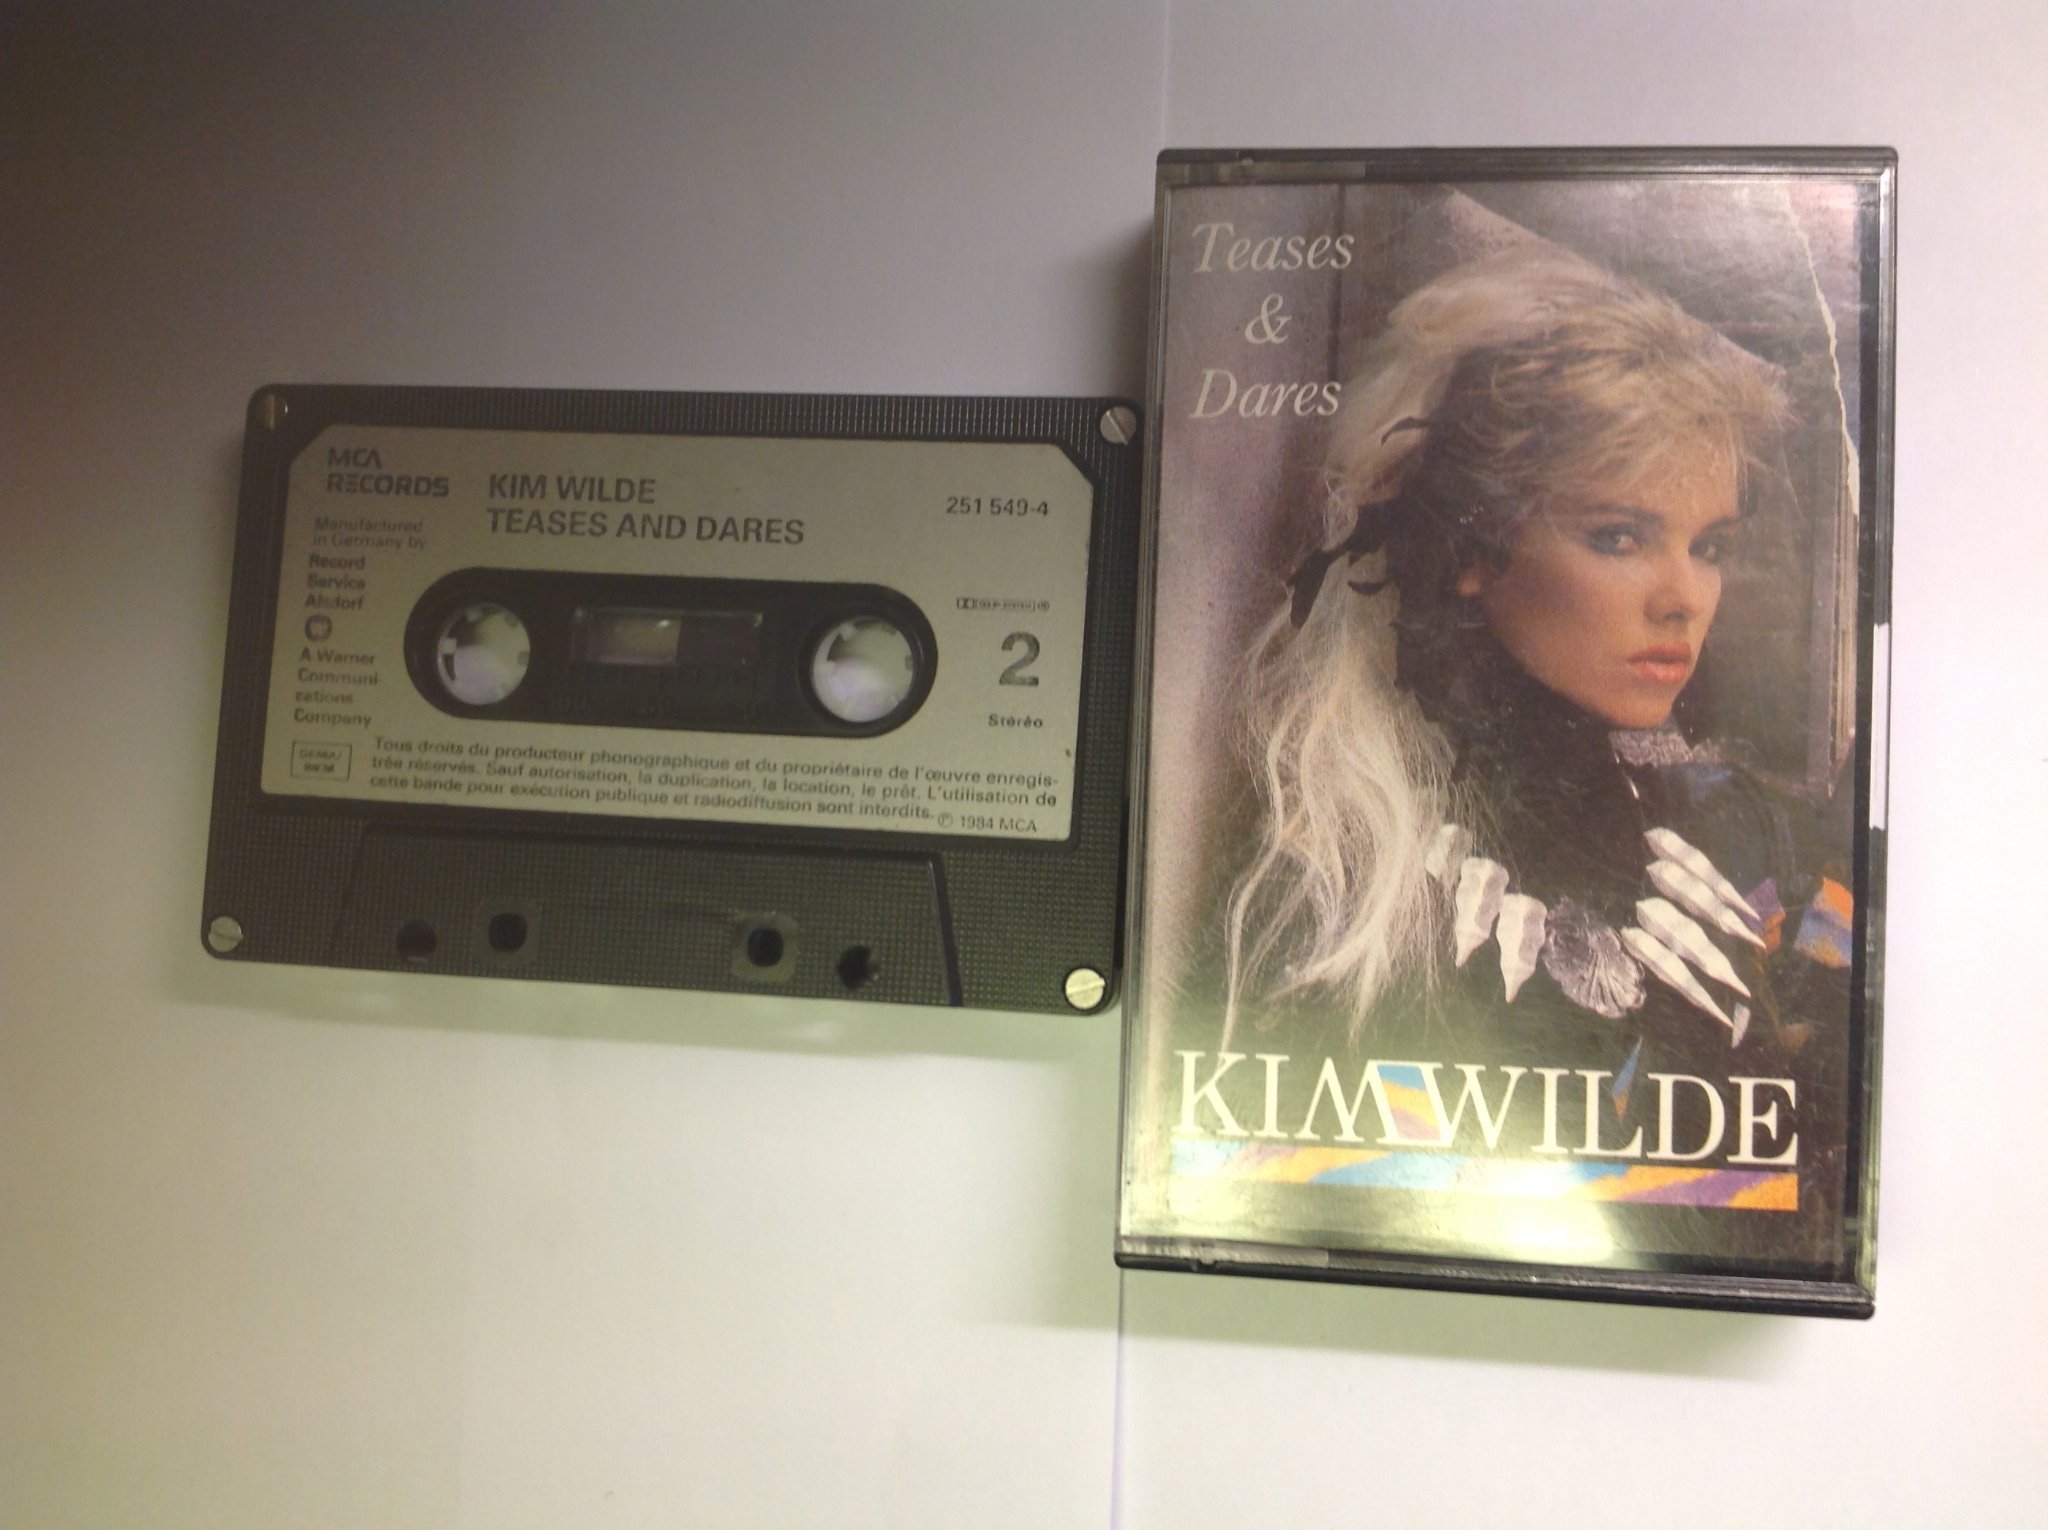 MCA
RECORDS
KIM WILDE
TEASES AND DARES
251 549-4
Manufactured
in Germany by
Record
Service
Alsdorf
A Warner
Communi-
cations
Company
GEMA/
BIEM
2
Stéréo
Tous droits du producteur phonographique et du propriétaire de l'œuvre enregis-
trée réservés. Sauf autorisation, la duplication, la location, le prêt. L'utilisation de
cette bande pour exécution publique et radiodiffusion sont interdits.
℗ 1984 MCA
Teases
&
Dares
KIM WILDE